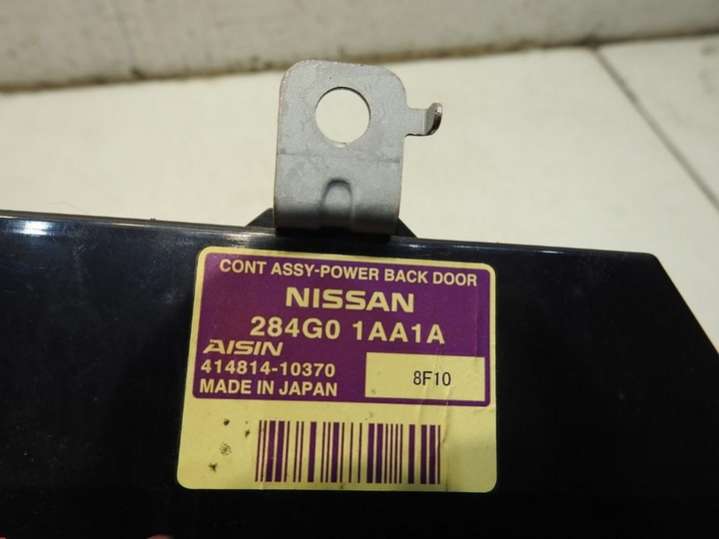 CONT ASSY-POWER BACK DOOR
NISSAN
284G0 1AA1A
AISIN
414814-10370
8F10
MADE IN JAPAN